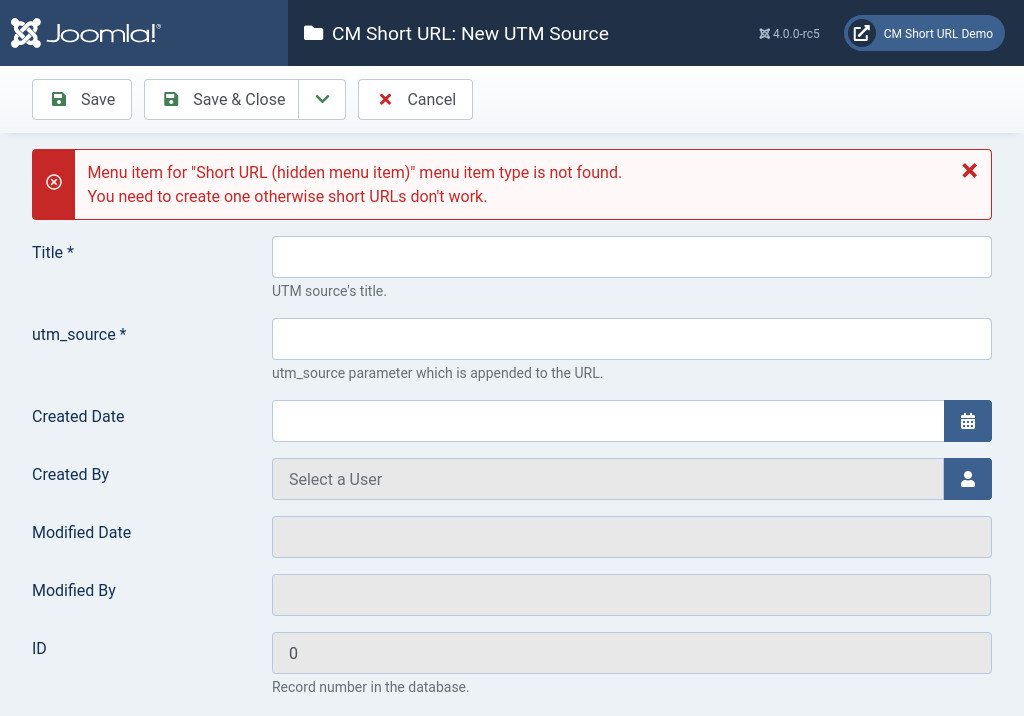 Joomla!®
CM Short URL: New UTM Source
4.0.0-rc5
CM Short URL Demo
Save
Save & Close
Cancel
Menu item for "Short URL (hidden menu item)" menu item type is not found.
You need to create one otherwise short URLs don't work.
Title *
UTM source's title.
utm_source *
utm_source parameter which is appended to the URL.
Created Date
Created By
Select a User
Modified Date
Modified By
ID
0
Record number in the database.